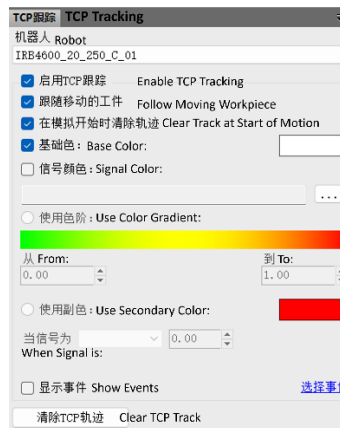 TCP跟踪 TCP Tracking
机器人 Robot
IRB4600_20_250_C_01
启用TCP跟踪 Enable TCP Tracking
跟随移动的工件 Follow Moving Workpiece
在模拟开始时清除轨迹 Clear Track at Start of Motion
基础色: Base Color:
信号颜色: Signal Color:
...
使用色阶: Use Color Gradient:
从 From: 到 To:
0.00 1.00
使用副色: Use Secondary Color:
当信号为 0.00
When Signal is:
显示事件 Show Events 选择事
清除TCP轨迹 Clear TCP Track